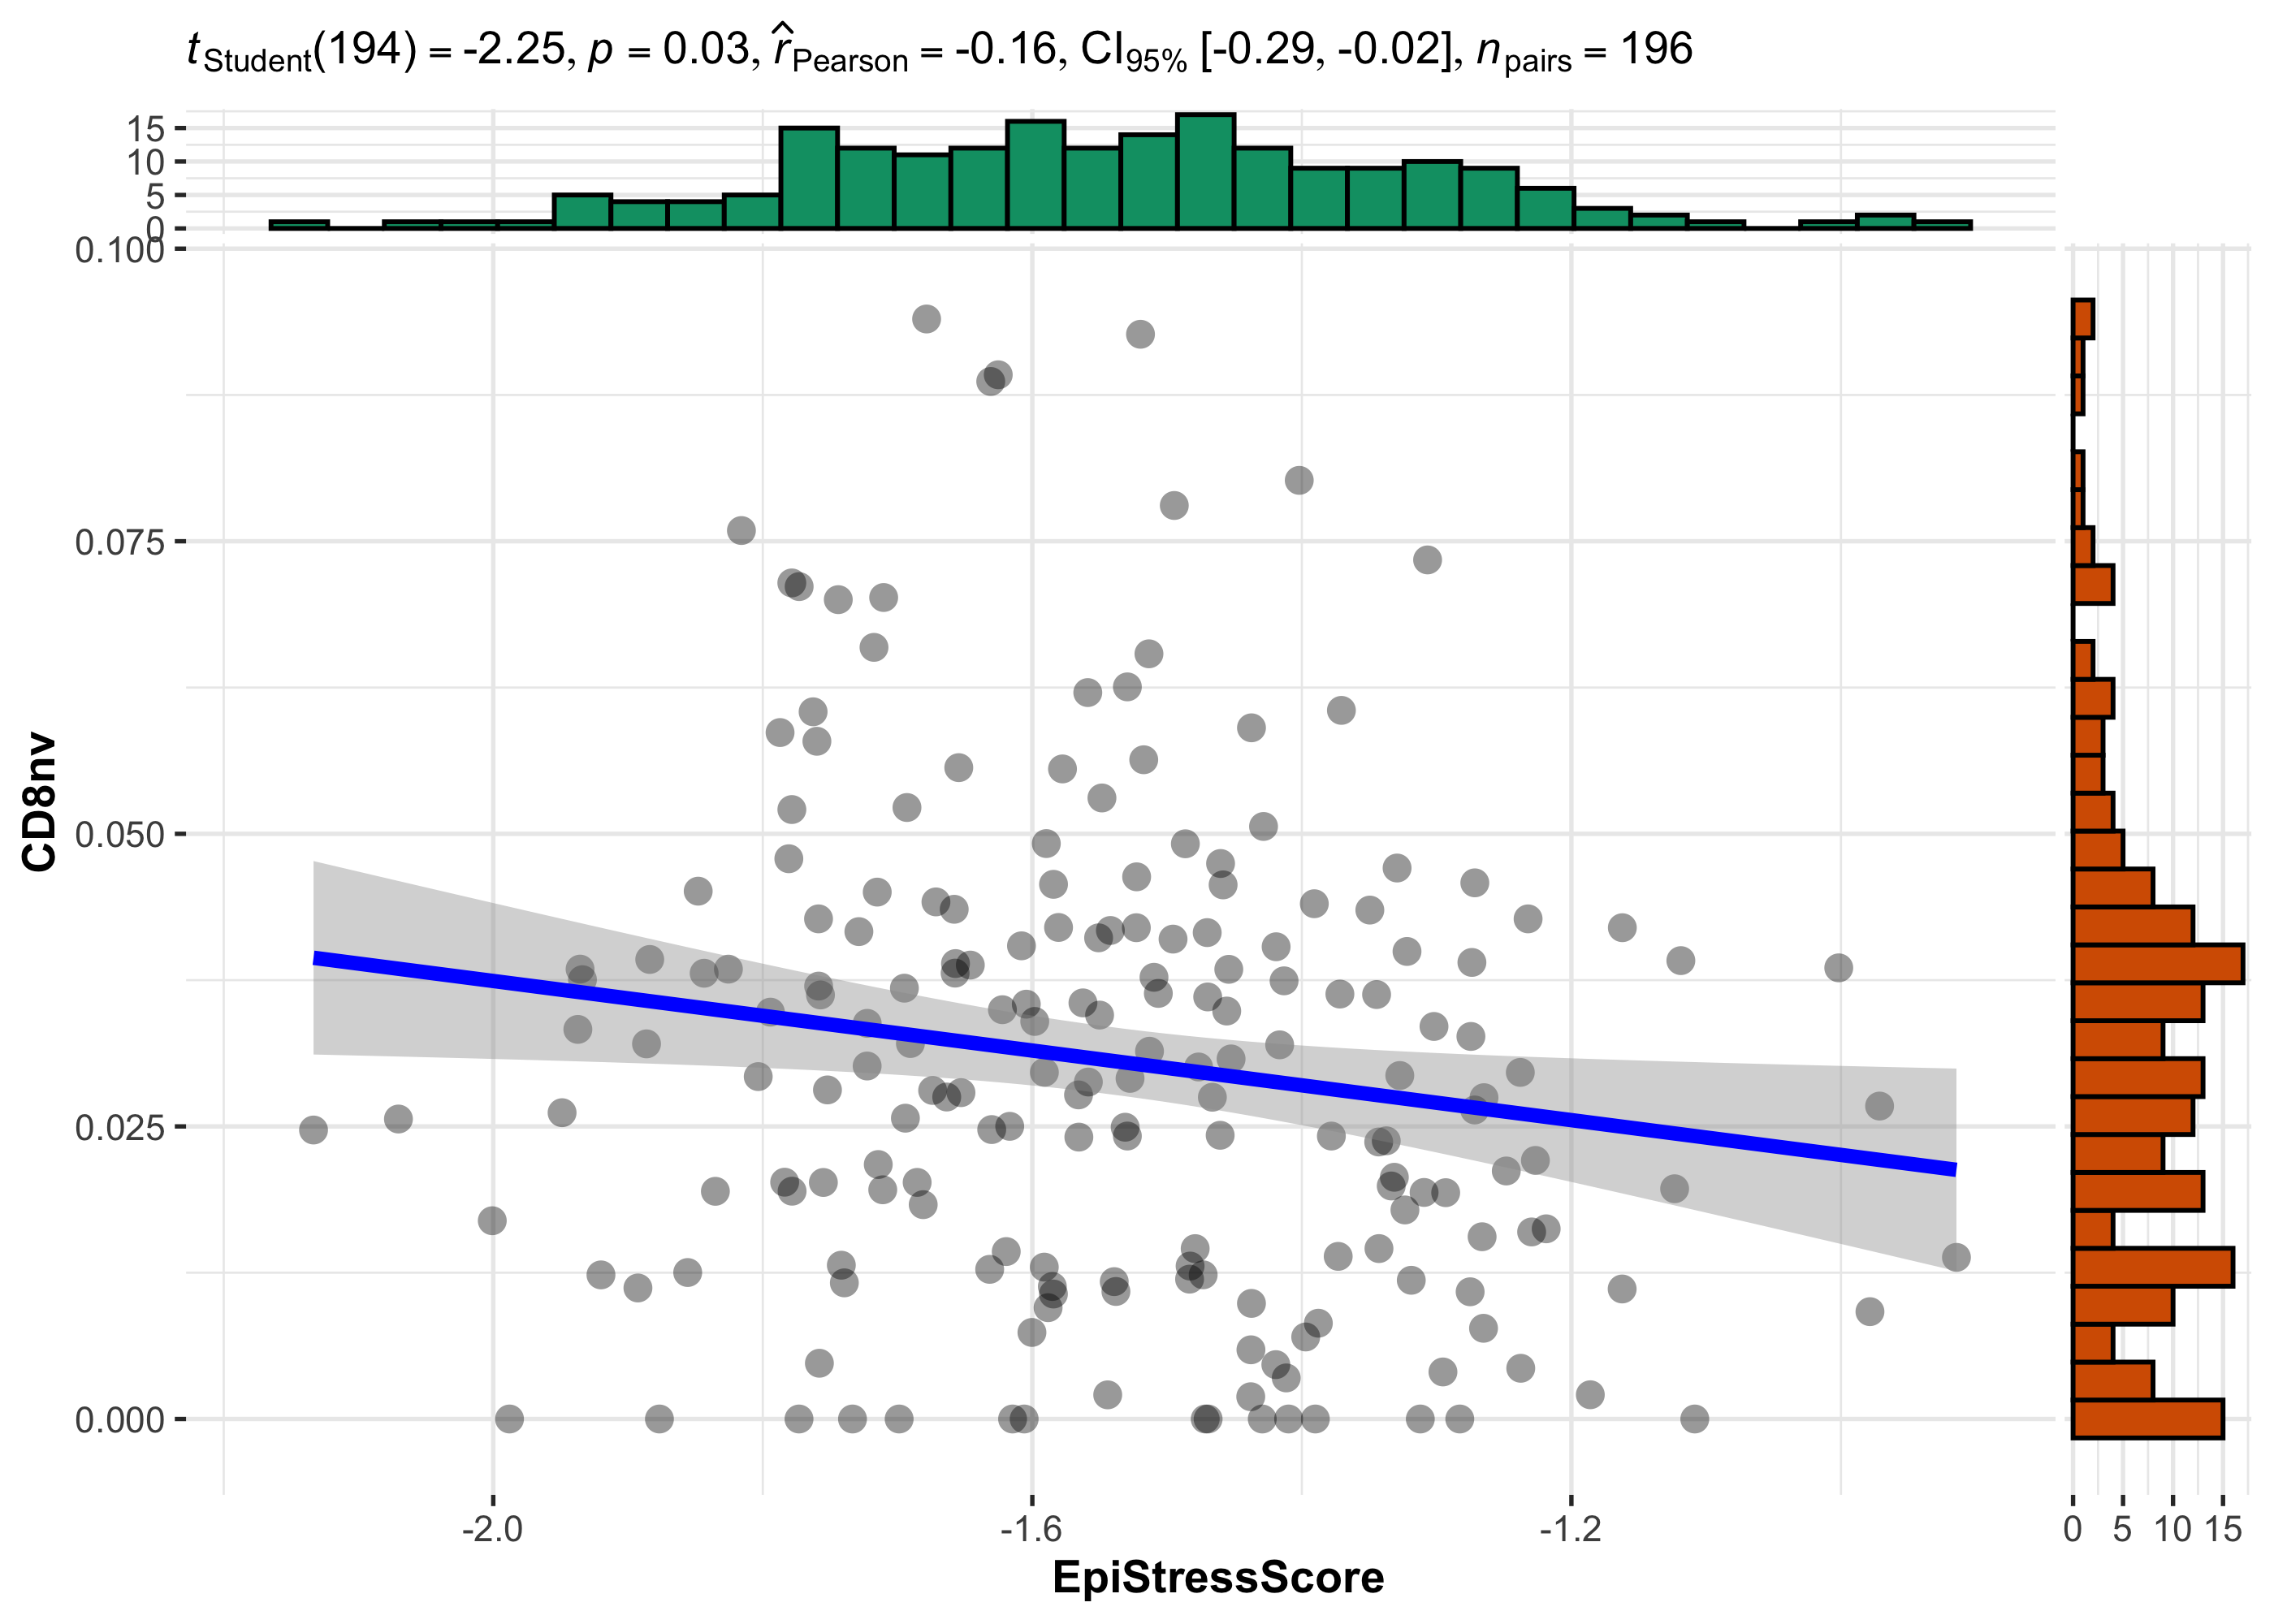 t̂Student(194) = -2.25, p = 0.03, r̂Pearson = -0.16, CI95% [-0.29, -0.02], npairs = 196
15
10
5
0
0.100
0.075
0.050
0.025
0.000
CD8nv
-2.0 -1.6 -1.2
0 5 10 15
EpiStressScore